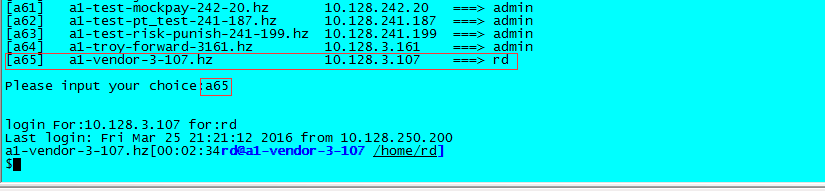 [a61] a1-test-mockpay-242-20.hz 10.128.242.20 ===> admin
[a62] a1-test-pt_test-241-187.hz 10.128.241.187 ===> admin
[a63] a1-test-risk-punish-241-199.hz 10.128.241.199 ===> admin
[a64] a1-troy-forward-3161.hz 10.128.3.161 ===> admin
[a65] a1-vendor-3-107.hz 10.128.3.107 ===> rd
Please input your choice:a65
login For:10.128.3.107 for:rd
Last login: Fri Mar 25 21:21:12 2016 from 10.128.250.200
a1-vendor-3-107.hz[00:02:34rd@a1-vendor-3-107 /home/rd]
$